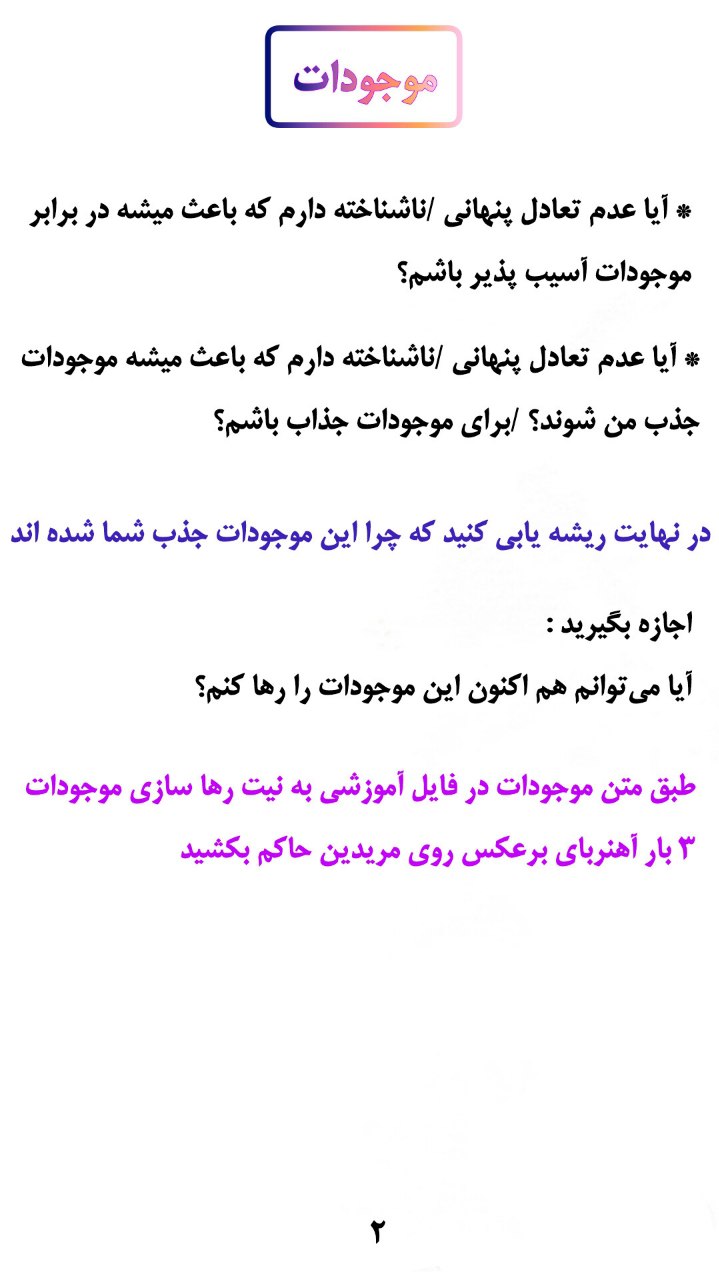 موجودات
* آیا عدم تعادل پنهانی /ناشناخته دارم که باعث میشه در برابر
موجودات آسیب پذیر باشم؟
* آیا عدم تعادل پنهانی /ناشناخته دارم که باعث میشه موجودات
جذب من شوند؟ /برای موجودات جذاب باشم؟
در نهایت ریشه یابی کنید که چرا این موجودات جذب شما شده اند
اجازه بگیرید :
آیا می‌توانم هم اکنون این موجودات را رها کنم؟
طبق متن موجودات در فایل آموزشی به نیت رها سازی موجودات
۳ بار آهنربای برعکس روی مریدین حاکم بکشید
۲